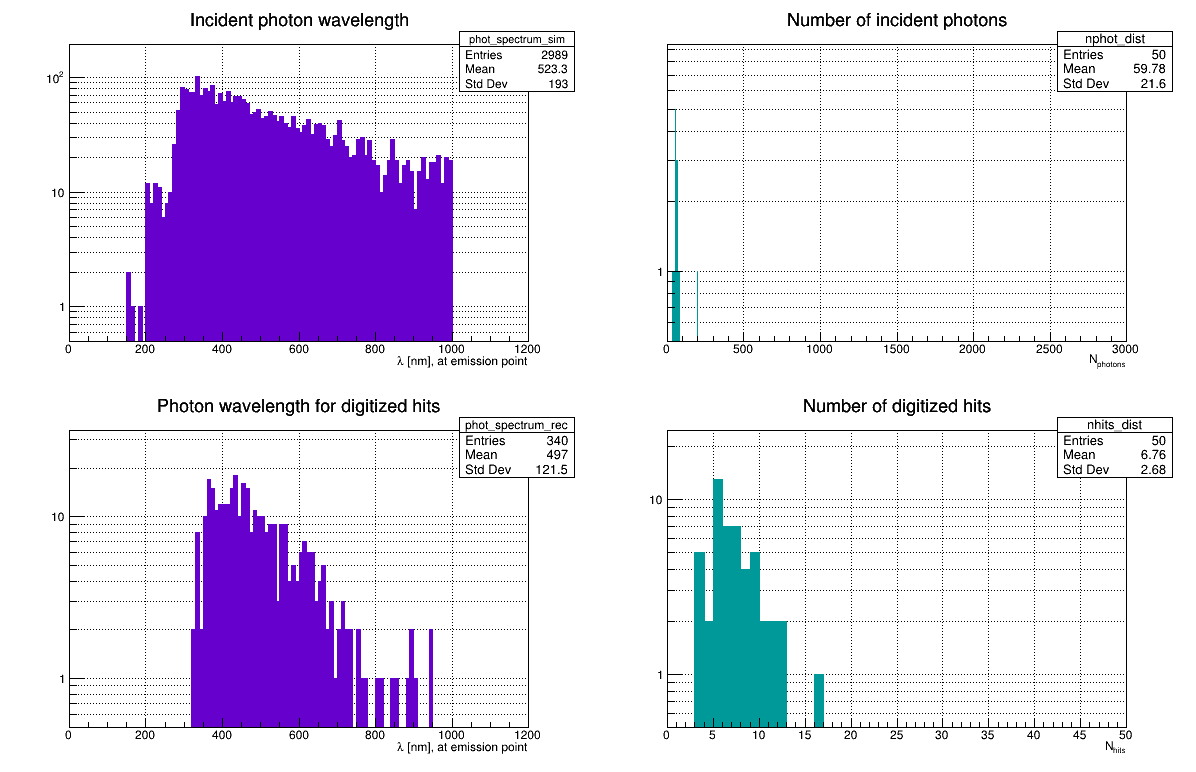 Incident photon wavelength
phot_spectrum_sim
Entries 2989
Mean 523.3
Std Dev 193
10²
10
1
0 200 400 600 800 1000 1200
λ [nm], at emission point
Number of incident photons
nphot_dist
Entries 50
Mean 59.78
Std Dev 21.6
1
0 500 1000 1500 2000 2500 3000
N_photons
Photon wavelength for digitized hits
phot_spectrum_rec
Entries 340
Mean 497
Std Dev 121.5
10
1
0 200 400 600 800 1000 1200
λ [nm], at emission point
Number of digitized hits
nhits_dist
Entries 50
Mean 6.76
Std Dev 2.68
10
1
0 5 10 15 20 25 30 35 40 45 50
N_hits